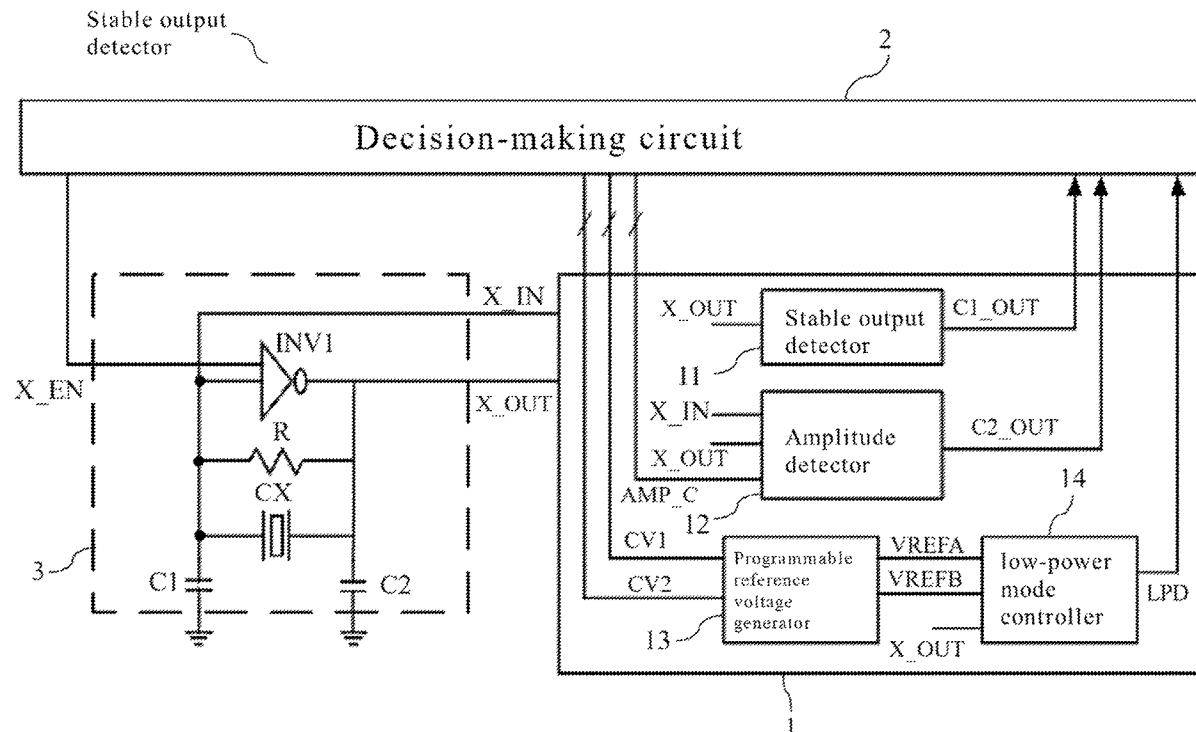 Stable output
detector
2
Decision-making circuit
X_IN
INV1
X_EN
X_OUT
R
CX
3
C1
C2
X_OUT
Stable output
detector
C1_OUT
11
X_IN
X_OUT
AMP_C
Amplitude
detector
C2_OUT
12
14
CV1
CV2
Programmable
reference
voltage
generator
13
VREFA
VREFB
low-power
mode
controller
X_OUT
LPD
1